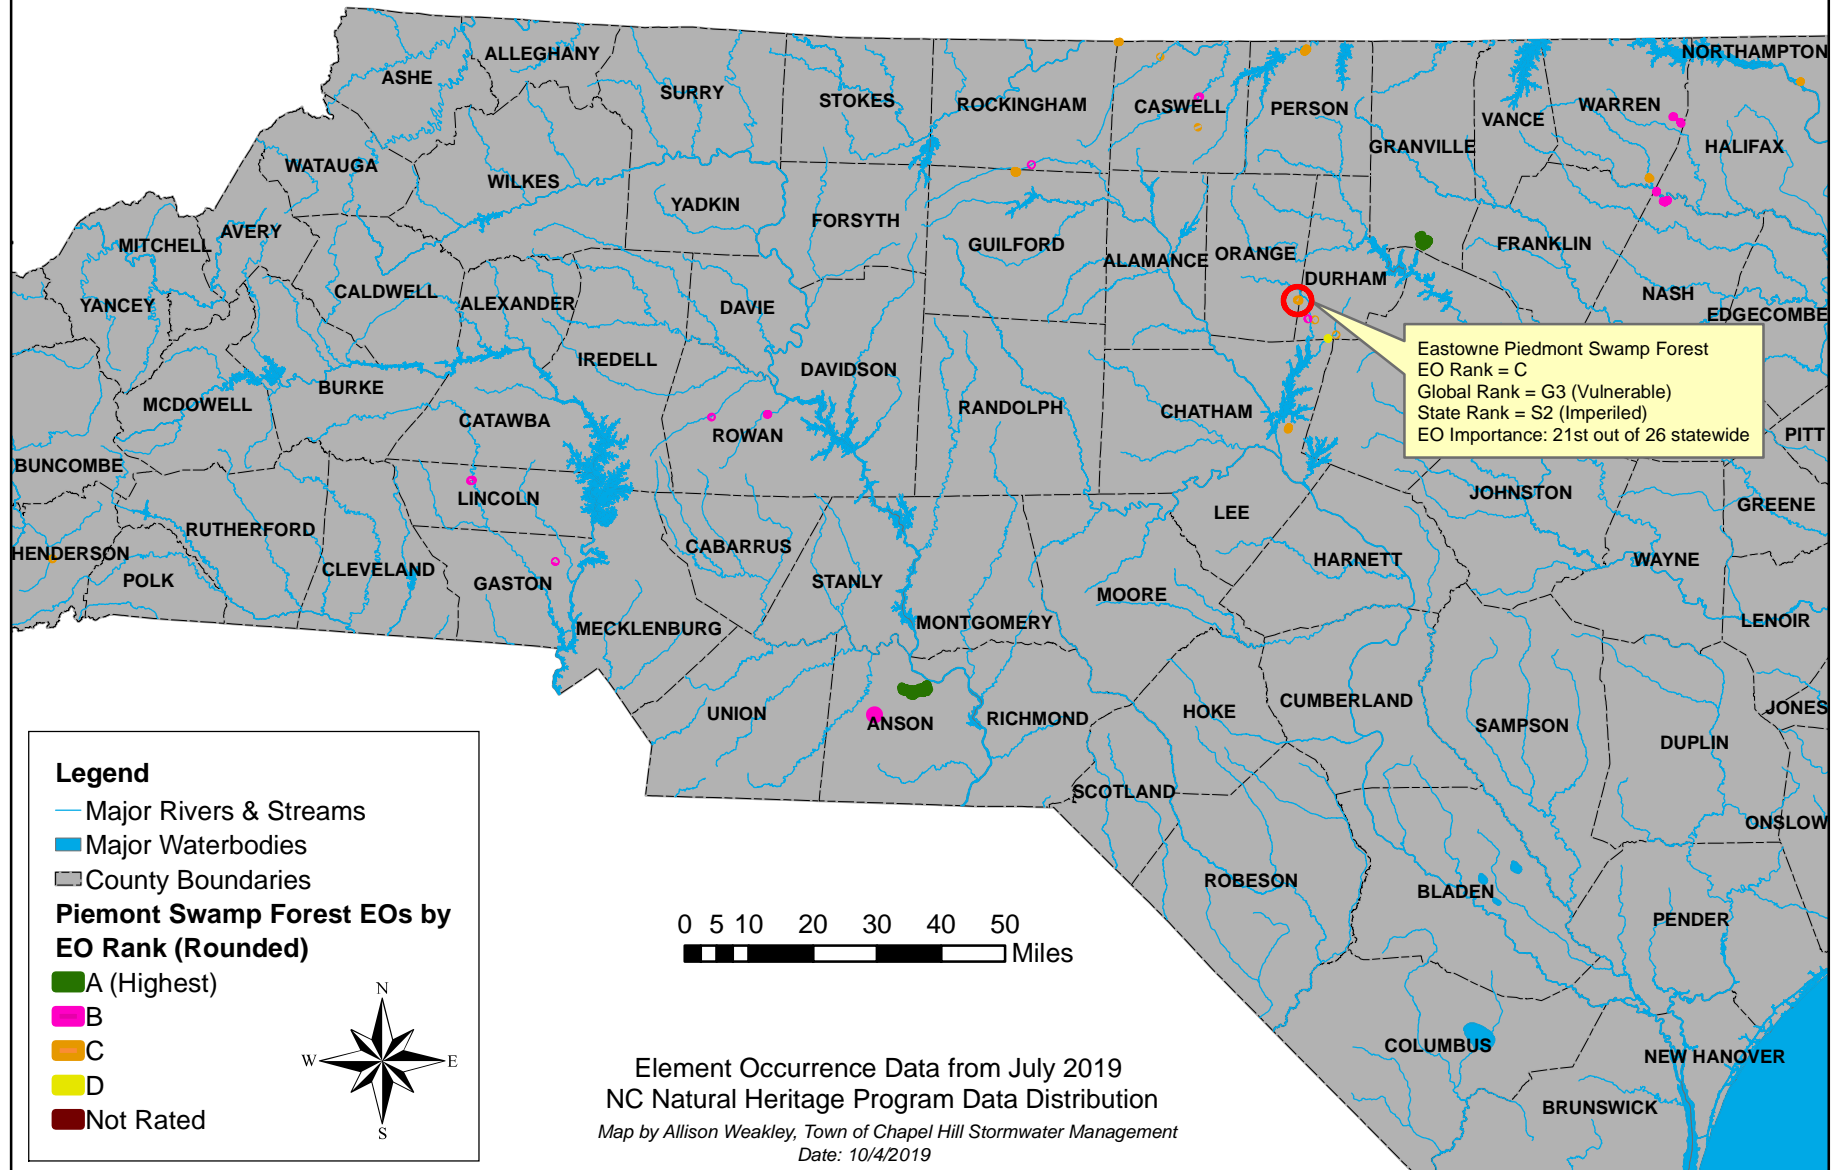 ALLEGHANY
ASHE
SURRY
STOKES
ROCKINGHAM
CASWELL
PERSON
NORTHAMPTON
WARREN
VANCE
GRANVILLE
HALIFAX
WATAUGA
WILKES
YADKIN
FORSYTH
GUILFORD
ALAMANCE
ORANGE
DURHAM
FRANKLIN
NASH
EDGECOMBE
MITCHELL
AVERY
YANCEY
CALDWELL
ALEXANDER
DAVIE
IREDELL
DAVIDSON
RANDOLPH
CHATHAM
Eastowne Piedmont Swamp Forest
EO Rank = C
Global Rank = G3 (Vulnerable)
State Rank = S2 (Imperiled)
EO Importance: 21st out of 26 statewide
PITT
BURKE
MCDOWELL
CATAWBA
ROWAN
BUNCOMBE
LINCOLN
JOHNSTON
GREENE
LEE
RUTHERFORD
HENDERSON
POLK
CLEVELAND
GASTON
CABARRUS
STANLY
MOORE
HARNETT
WAYNE
LENOIR
MECKLENBURG
MONTGOMERY
UNION
ANSON
RICHMOND
HOKE
CUMBERLAND
SAMPSON
DUPLIN
JONES
SCOTLAND
ONSLOW
ROBESON
BLADEN
PENDER
COLUMBUS
NEW HANOVER
BRUNSWICK
Legend
Major Rivers & Streams
Major Waterbodies
County Boundaries
Piemont Swamp Forest EOs by
EO Rank (Rounded)
A (Highest)
B
C
D
Not Rated
N
W E
S
0 5 10 20 30 40 50
Miles
Element Occurrence Data from July 2019
NC Natural Heritage Program Data Distribution
Map by Allison Weakley, Town of Chapel Hill Stormwater Management
Date: 10/4/2019